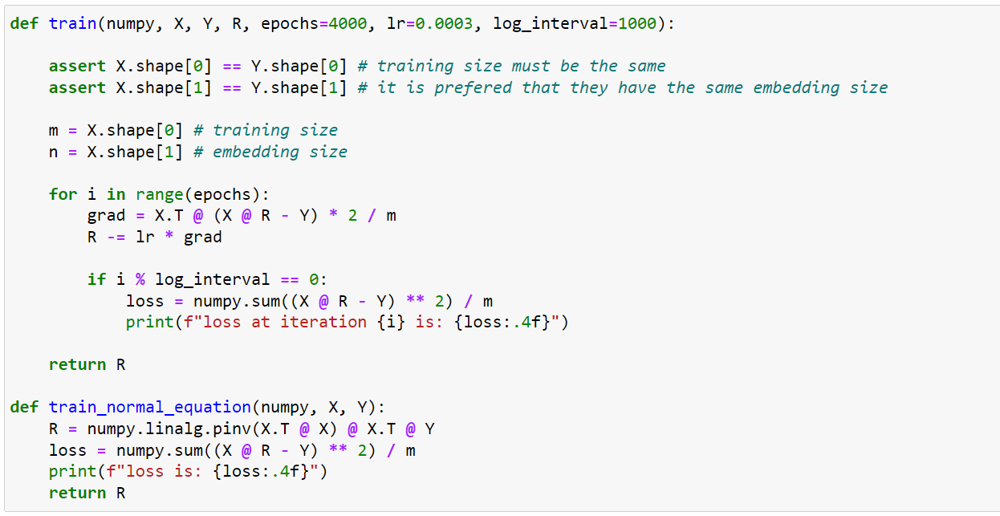 def train(numpy, X, Y, R, epochs=4000, lr=0.0003, log_interval=1000):
    assert X.shape[0] == Y.shape[0] # training size must be the same
    assert X.shape[1] == Y.shape[1] # it is prefered that they have the same embedding size
    m = X.shape[0] # training size
    n = X.shape[1] # embedding size
    for i in range(epochs):
        grad = X.T @ (X @ R - Y) * 2 / m
        R -= lr * grad
        if i % log_interval == 0:
            loss = numpy.sum((X @ R - Y) ** 2) / m
            print(f"loss at iteration {i} is: {loss:.4f}")
    return R
def train_normal_equation(numpy, X, Y):
    R = numpy.linalg.pinv(X.T @ X) @ X.T @ Y
    loss = numpy.sum((X @ R - Y) ** 2) / m
    print(f"loss is: {loss:.4f}")
    return R